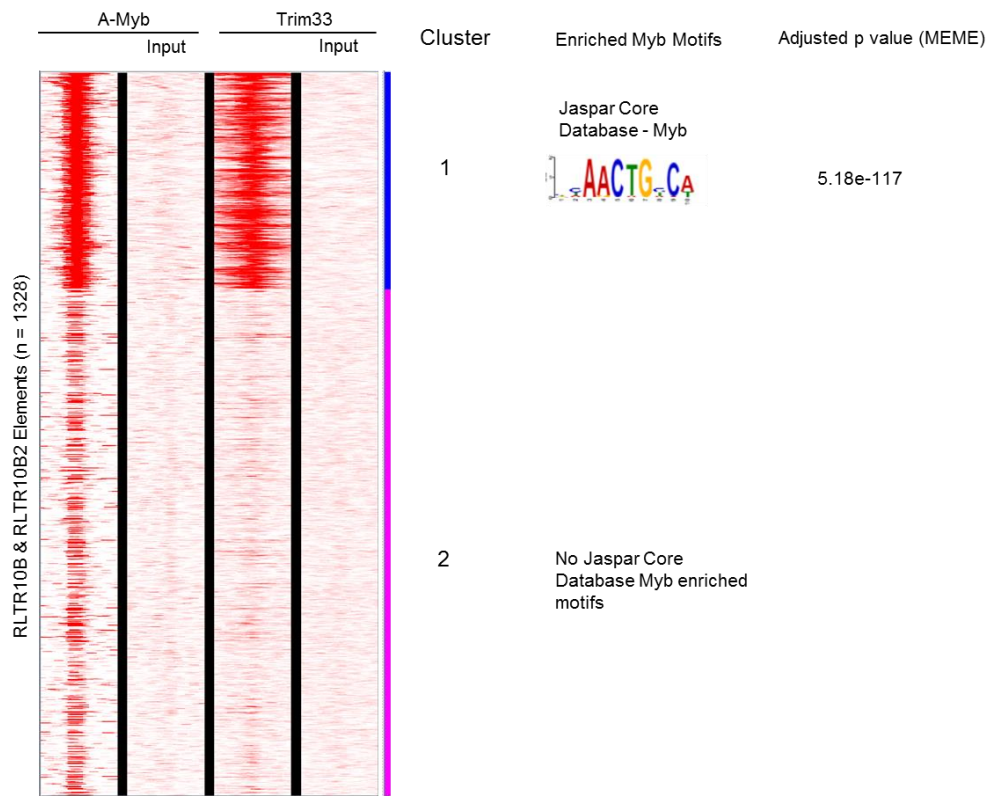 A-Myb
Trim33
Input
Input
Cluster
Enriched Myb Motifs
Adjusted p value (MEME)
Jaspar Core
Database - Myb
1
AACTG CA
5.18e-117
RLTR10B & RLTR10B2 Elements (n = 1328)
2
No Jaspar Core
Database Myb enriched
motifs